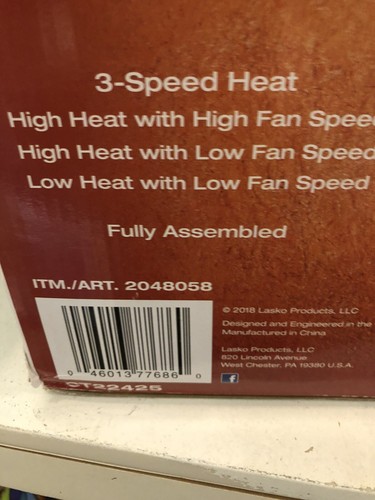 3-Speed Heat
High Heat with High Fan Spee
High Heat with Low Fan Speed
Low Heat with Low Fan Speed
Fully Assembled
ITM./ART. 2048058
© 2018 Lasko Products, LLC
Designed and Engineered in the
Manufactured in China
Lasko Products, LLC
820 Lincoln Avenue
West Chester, PA 19380 U.S.A.
f
0 46013 77686 0
CT22425